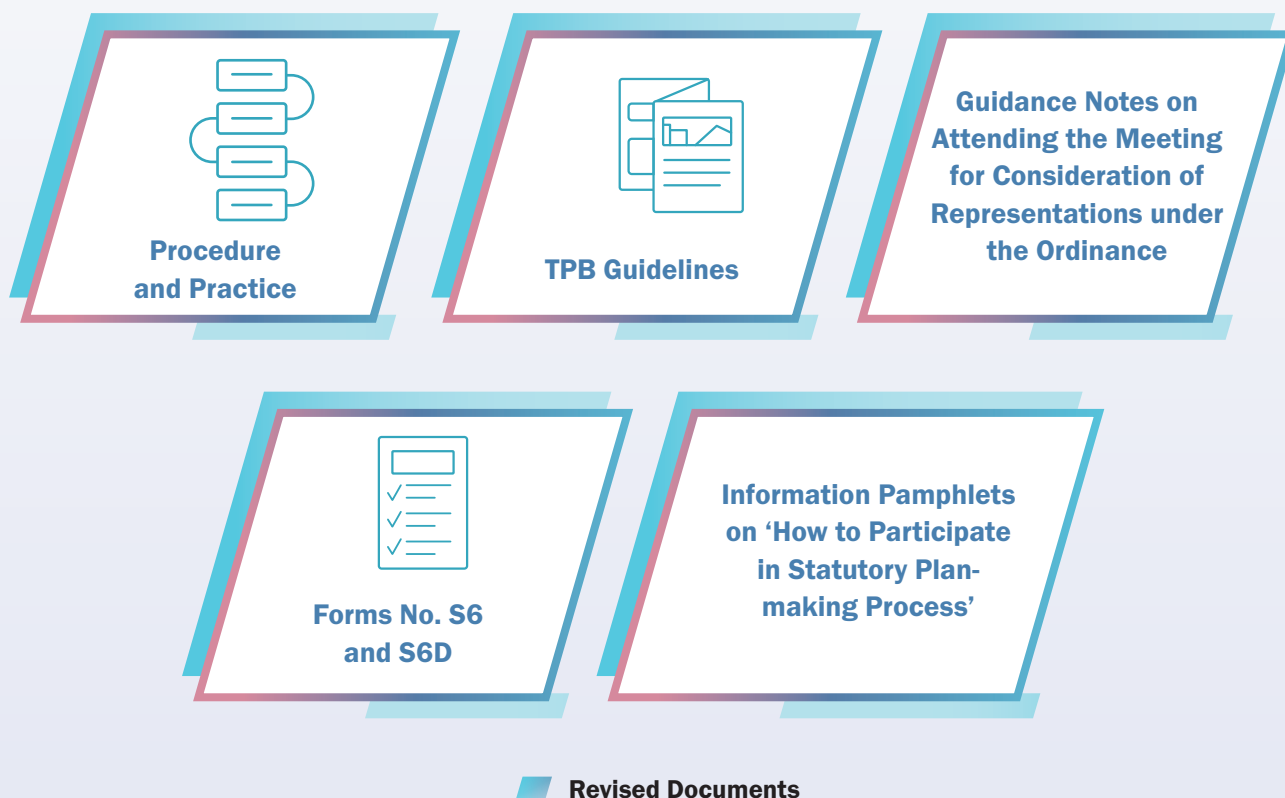 Procedure
and Practice
TPB Guidelines
Guidance Notes on
Attending the Meeting
for Consideration of
Representations under
the Ordinance
Forms No. S6
and S6D
Information Pamphlets
on ‘How to Participate
in Statutory Plan-
making Process’
Revised Documents